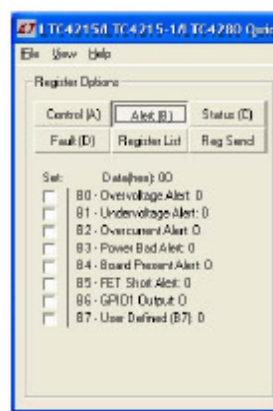 LTC4215/LTC4215-1/LTC4280 Quic
File View Help
Register Options
Control (A) Alert (B) Status (C)
Fault (D) Register List Reg Send
Set: Data(hex): 00
B0 - Overvoltage Alert: 0
B1 - Undervoltage Alert: 0
B2 - Overcurrent Alert: 0
B3 - Power Bad Alert: 0
B4 - Board Present Alert: 0
B5 - FET Short Alert: 0
B6 - GPIO1 Output: 0
B7 - User Defined (B7): 0